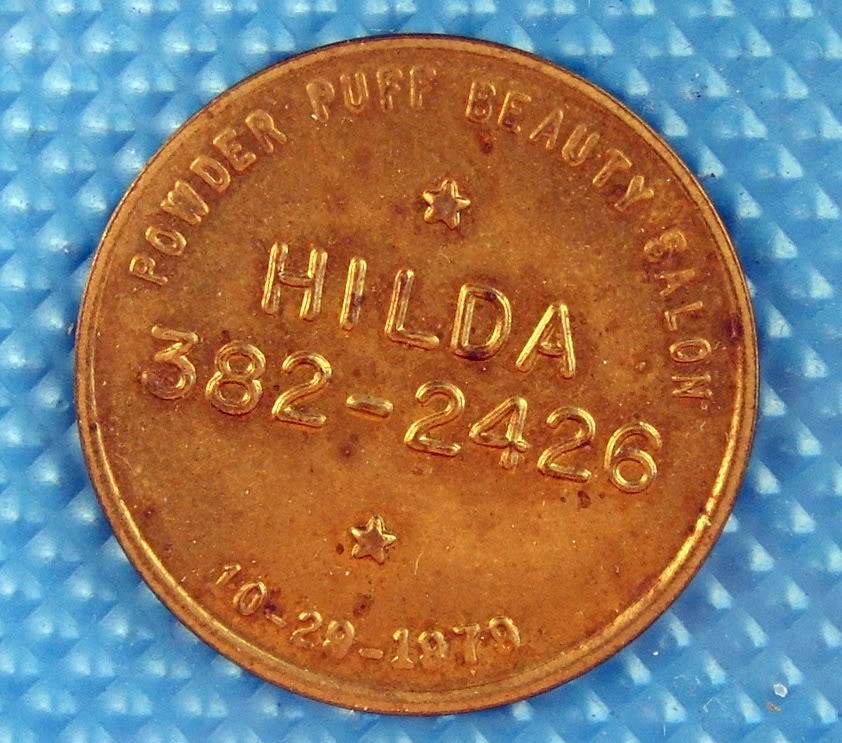 POWDER PUFF BEAUTY SALON
HILDA
382-2426
10-29-1979